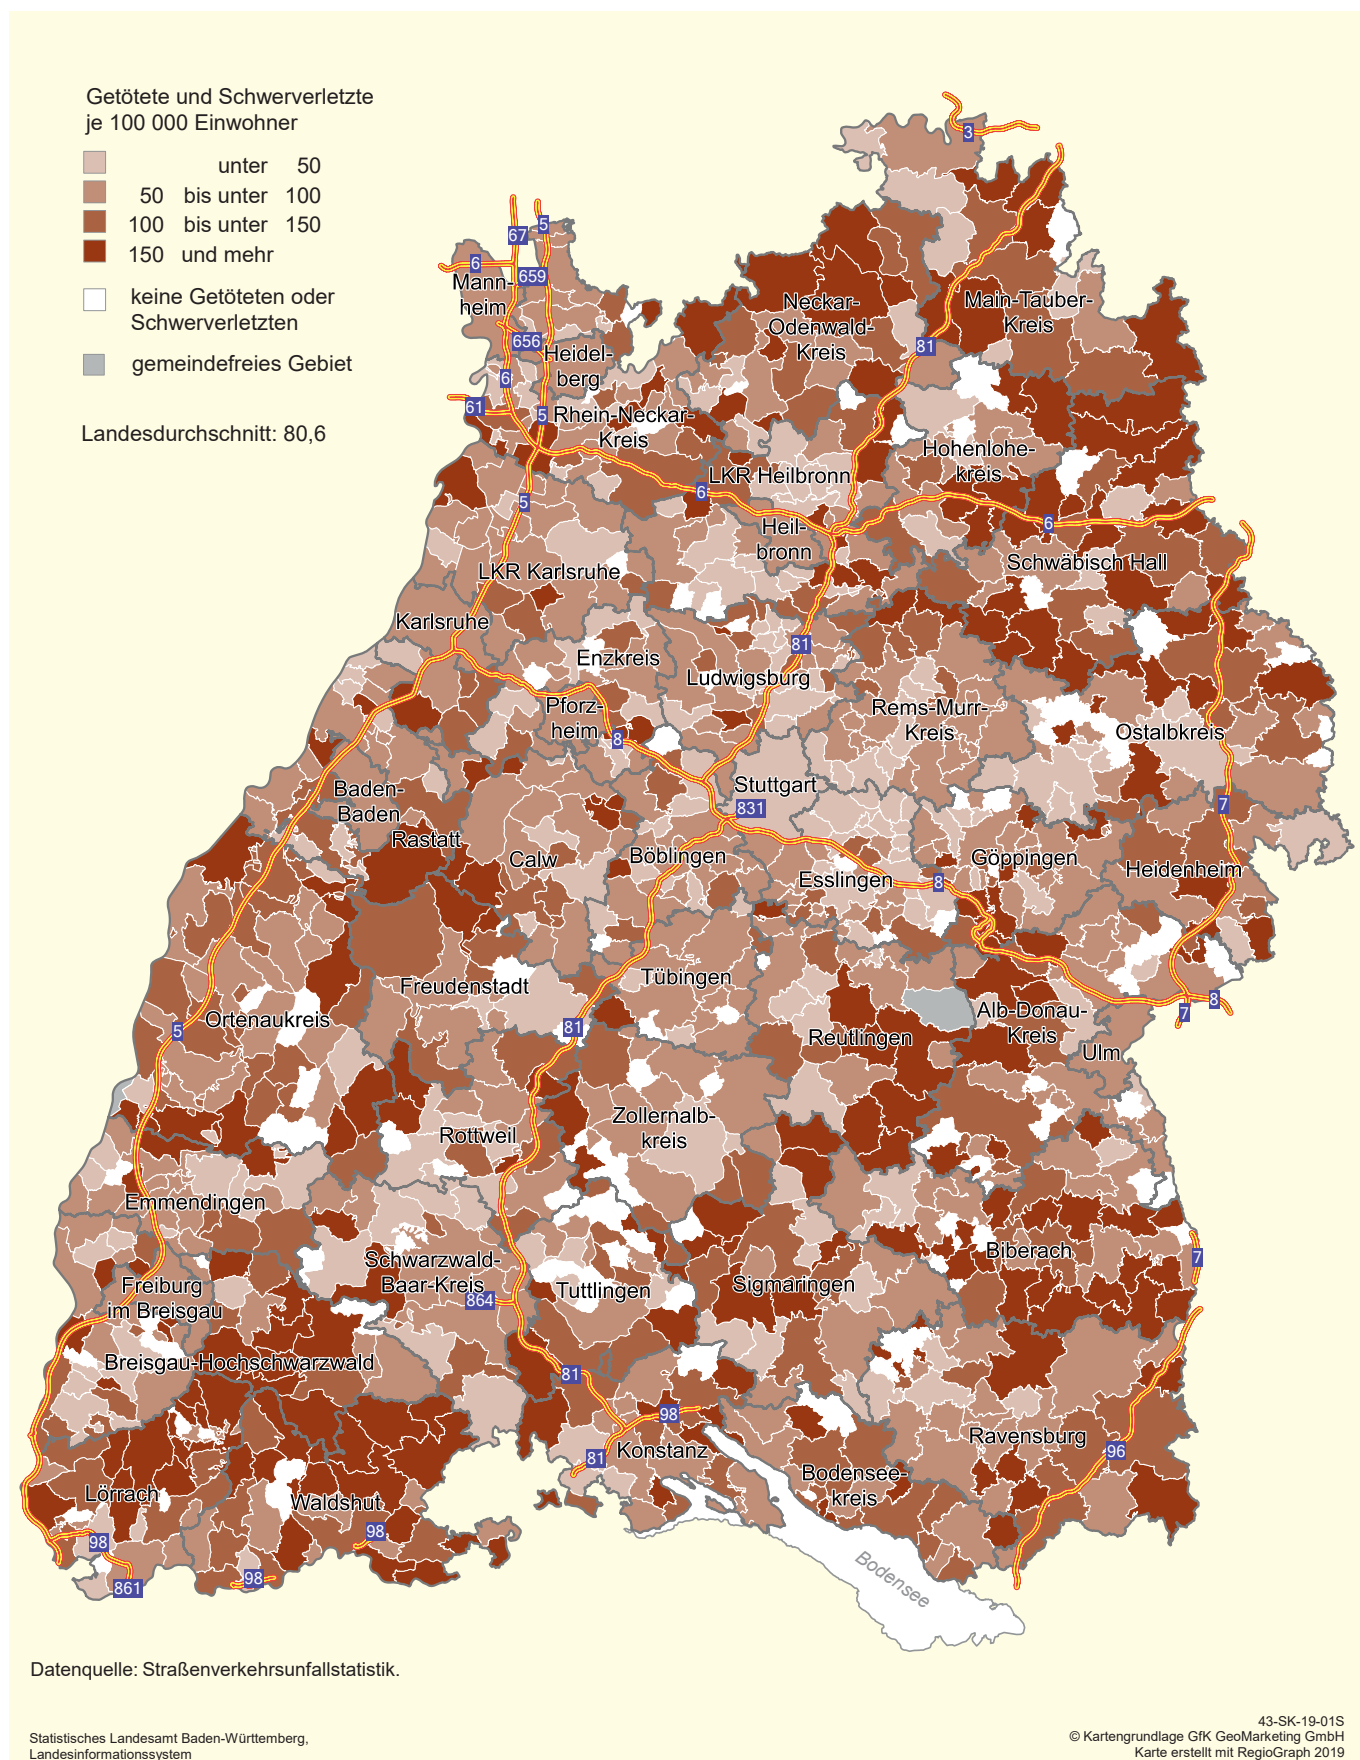 Getötete und Schwerverletzte
je 100 000 Einwohner
unter 50
50 bis unter 100
100 bis unter 150
150 und mehr
keine Getöteten oder
Schwerverletzten
gemeindefreies Gebiet
Landesdurchschnitt: 80,6
3
5
67
6
659
Mann-
heim
656
Heidel-
berg
6
61
5
Rhein-Neckar-
Kreis
Neckar-
Odenwald-
Kreis
Main-Tauber-
Kreis
81
Hohenlohe-
kreis
LKR Heilbronn
6
5
Heil-
bronn
6
Schwäbisch Hall
LKR Karlsruhe
Karlsruhe
Enzkreis
81
Ludwigsburg
Pforz-
heim
8
Rems-Murr-
Kreis
Ostalbkreis
Stuttgart
831
7
Baden-
Baden
Rastatt
Calw
Böblingen
Esslingen
8
Göppingen
Heidenheim
Freudenstadt
Tübingen
Ortenaukreis
5
81
Reutlingen
Alb-Donau-
Kreis
Ulm
7
8
Rottweil
Zollernalb-
kreis
Emmendingen
Freiburg
im Breisgau
Schwarzwald-
Baar-Kreis
864
Tuttlingen
Sigmaringen
Biberach
7
Breisgau-Hochschwarzwald
81
98
81
Konstanz
Bodensee-
kreis
Ravensburg
96
Lörrach
Waldshut
98
98
98
861
Bodensee
Datenquelle: Straßenverkehrsunfallstatistik.
Statistisches Landesamt Baden-Württemberg,
Landesinformationssystem
43-SK-19-01S
© Kartengrundlage GfK GeoMarketing GmbH
Karte erstellt mit RegioGraph 2019